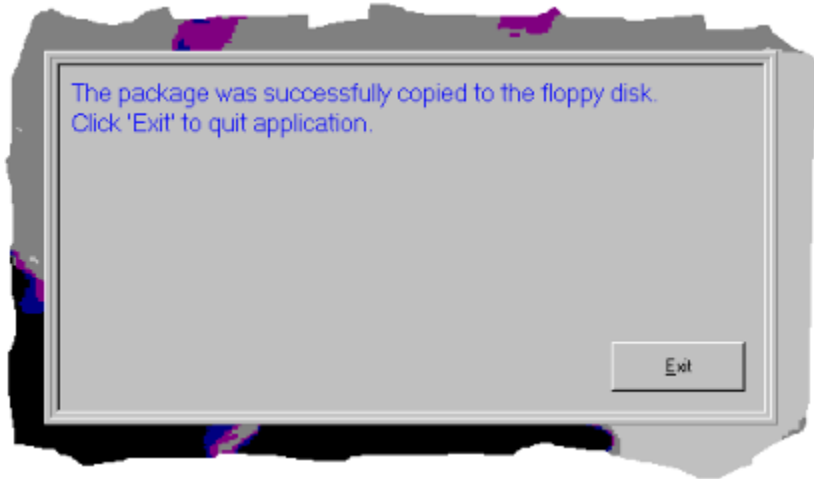 The package was successfully copied to the floppy disk.
Click 'Exit' to quit application.
Exit